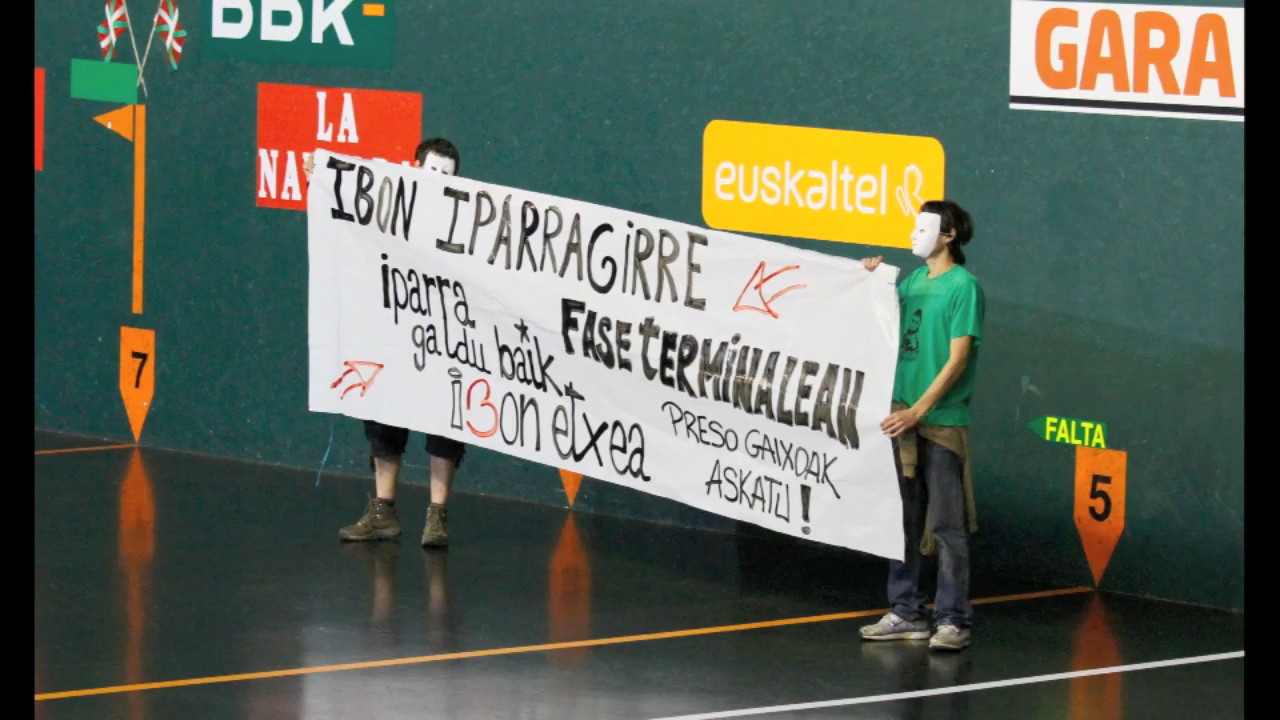 BBK
GARA
LA
NA
euskaltel
IBON IPARRAGiRRE
iparra
galdu baik
iBon etxea
FASE tERMiNALEAN
PRESO GAIXOAK
ASKATU!
7
FALTA
5